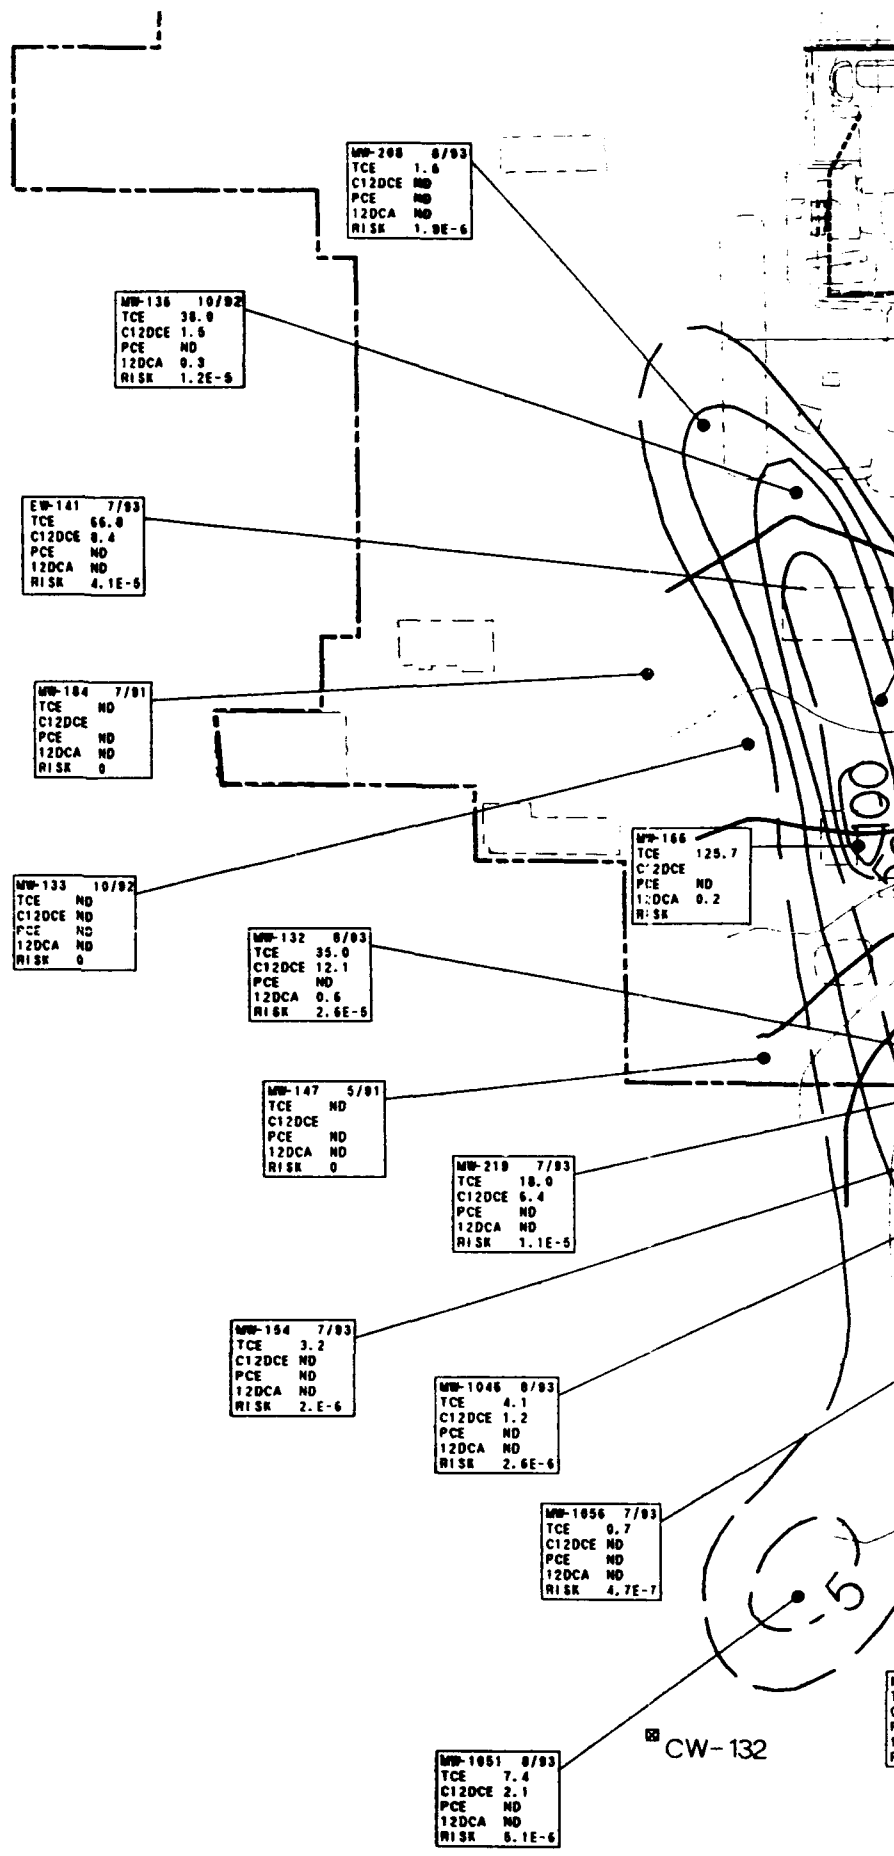 MW-208 8/93
TCE 1.6
C12DCE ND
PCE ND
12DCA ND
RISK 1.9E-6
MW-136 10/92
TCE 38.9
C12DCE 1.5
PCE ND
12DCA 0.3
RISK 1.2E-5
EW-141 7/93
TCE 66.8
C12DCE 8.4
PCE ND
12DCA ND
RISK 4.1E-5
MW-184 7/91
TCE ND
C12DCE
PCE ND
12DCA ND
RISK 0
100
MW-166
TCE 125.7
C12DCE
PCE ND
12DCA 0.2
RISK
MW-133 10/92
TCE ND
C12DCE ND
PCE ND
12DCA ND
RISK 0
MW-132 6/93
TCE 35.0
C12DCE 12.1
PCE ND
12DCA 0.6
RISK 2.6E-5
MW-147 5/91
TCE ND
C12DCE
PCE ND
12DCA ND
RISK 0
MW-219 7/93
TCE 18.0
C12DCE 6.4
PCE ND
12DCA ND
RISK 1.1E-5
MW-154 7/93
TCE 3.2
C12DCE ND
PCE ND
12DCA ND
RISK 2.E-6
MW-1046 8/93
TCE 4.1
C12DCE 1.2
PCE ND
12DCA ND
RISK 2.6E-6
MW-1056 7/93
TCE 0.7
C12DCE ND
PCE ND
12DCA ND
RISK 4.7E-7
5
CW-132
MW-1051 8/93
TCE 7.4
C12DCE 2.1
PCE ND
12DCA ND
RISK 5.1E-6